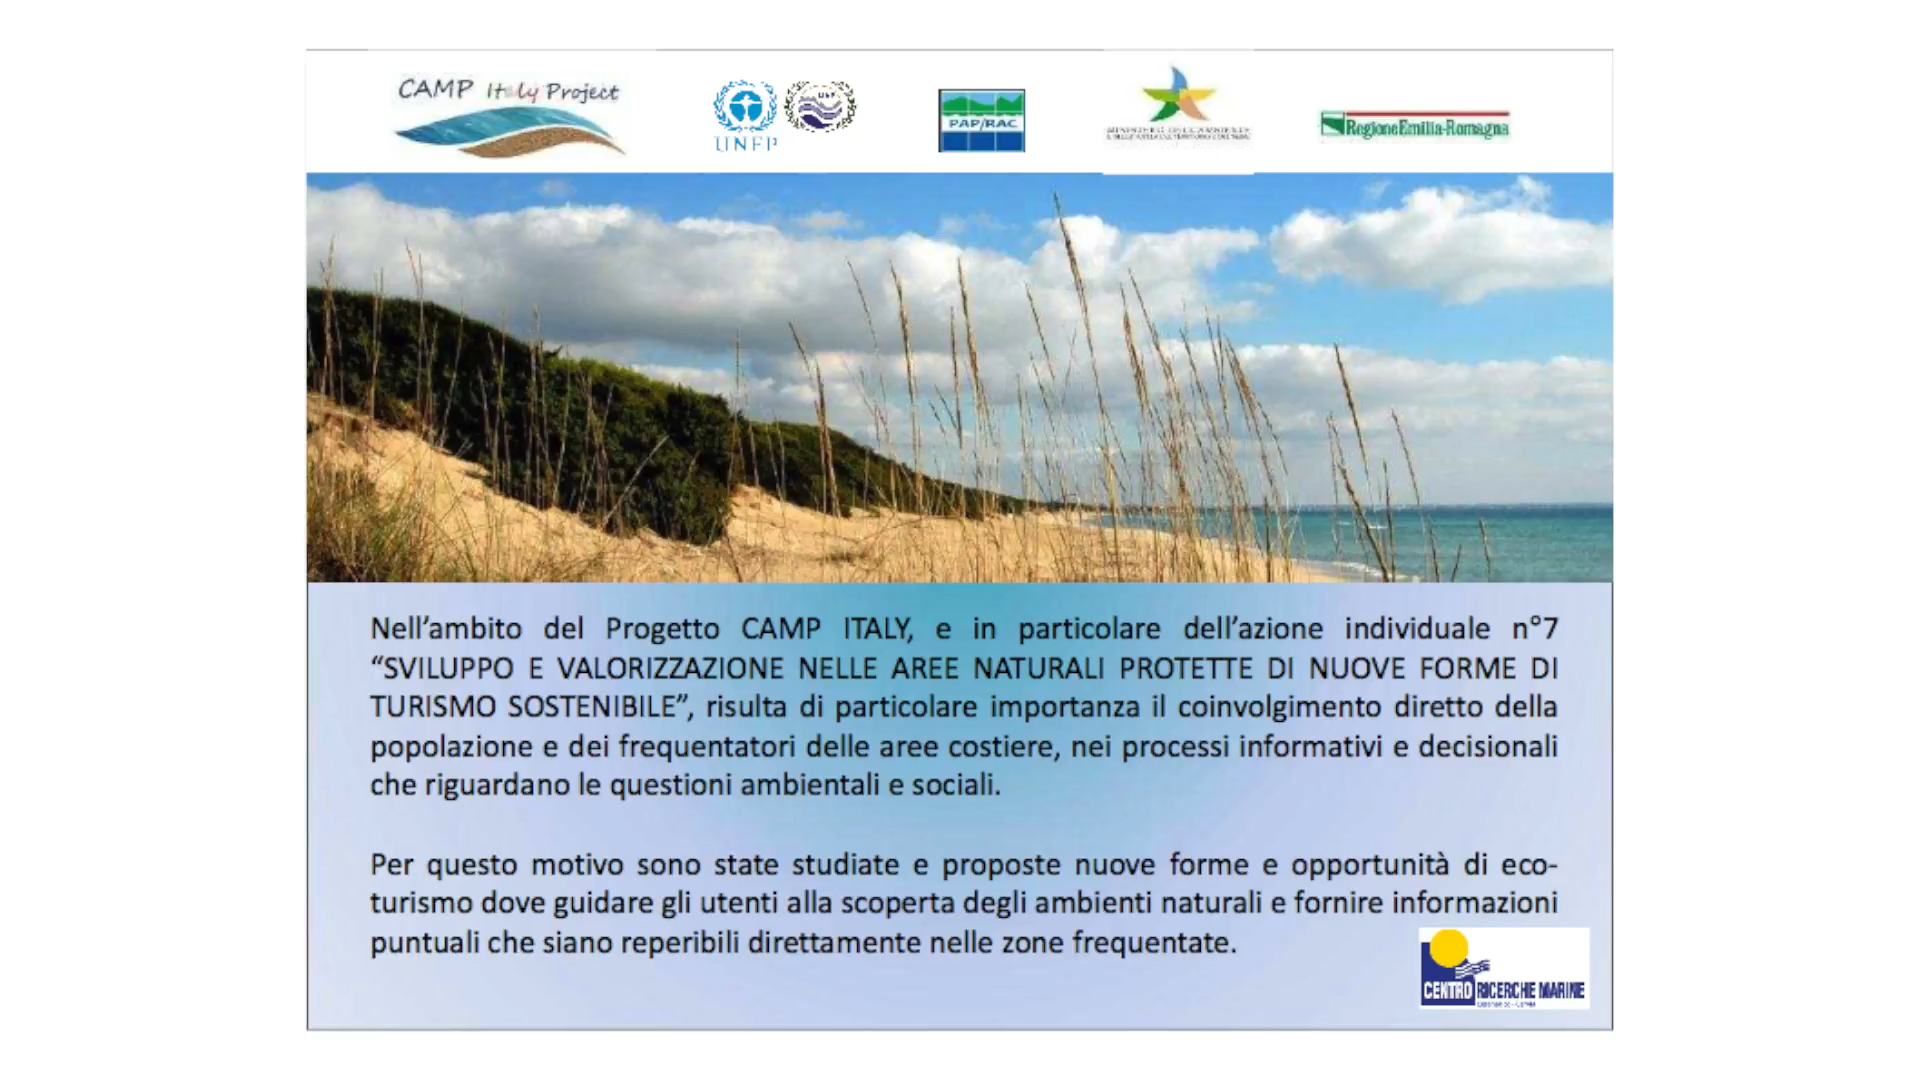 CAMP Italy Project
UNEP
PAP/RAC
RegioneEmilia-Romagna
Nell’ambito del Progetto CAMP ITALY, e in particolare dell’azione individuale n°7
“SVILUPPO E VALORIZZAZIONE NELLE AREE NATURALI PROTETTE DI NUOVE FORME DI
TURISMO SOSTENIBILE”, risulta di particolare importanza il coinvolgimento diretto della
popolazione e dei frequentatori delle aree costiere, nei processi informativi e decisionali
che riguardano le questioni ambientali e sociali.
Per questo motivo sono state studiate e proposte nuove forme e opportunità di eco-
turismo dove guidare gli utenti alla scoperta degli ambienti naturali e fornire informazioni
puntuali che siano reperibili direttamente nelle zone frequentate.
CENTRO RICERCHE MARINE